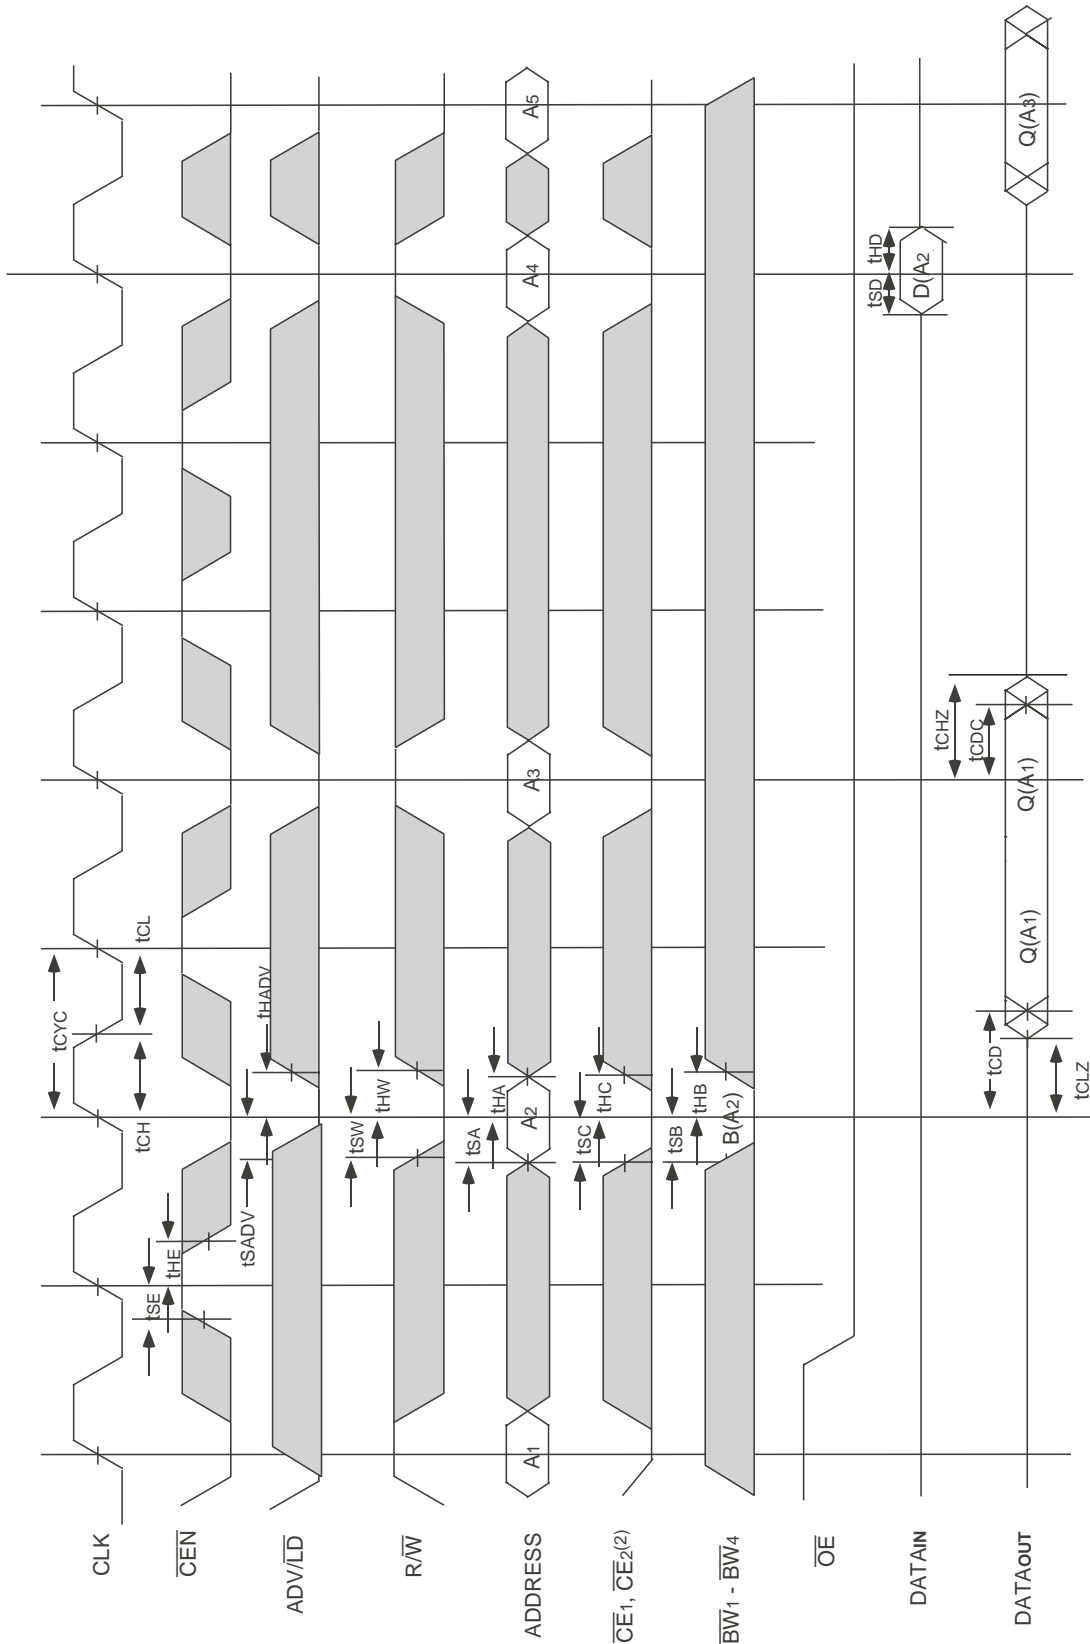 CLK
tCYC
tCH
tCL
CEN
tSE
tHE
ADV/LD
tSADV
tHADV
R/W
tSW
tHW
ADDRESS
A1
tSA
tHA
A2
A3
A4
A5
CE1, CE2(2)
tSC
tHC
BW1 - BW4
tSB
tHB
B(A2)
OE
DATAIN
tSD
tHD
D(A2
DATAOUT
tCD
tCLZ
Q(A1)
Q(A1)
tCHZ
tCDC
Q(A3)